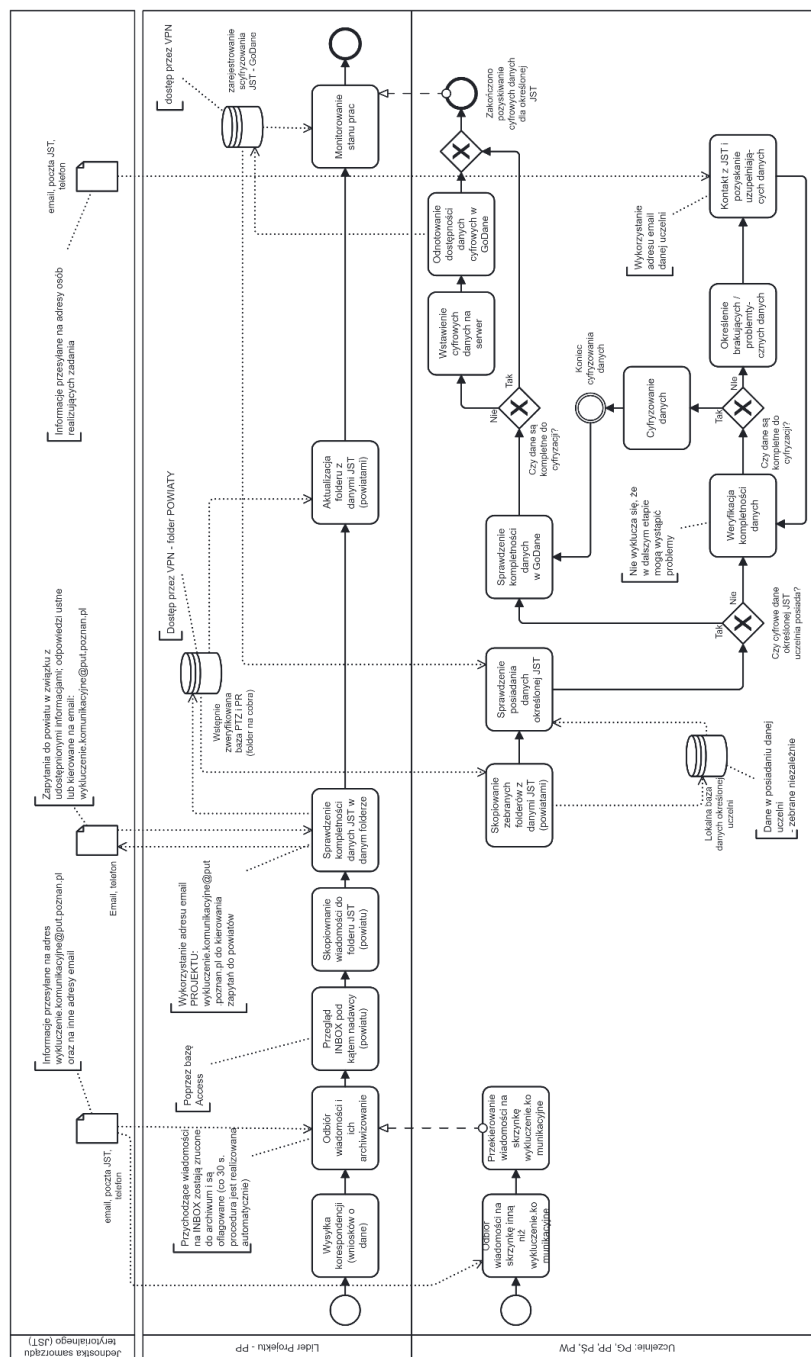 Jednostka samorządu
terytorialnego (JST)
email, poczta JST,
telefon
Informacje przesyłane na adres
wykluczenie.komunikacyjne@put.poznan.pl
oraz na inne adresy email
Email, telefon
Zapytania do powiatu w związku z
udostępnionymi informacjami; odpowiedzi ustne
lub kierowane na email:
wykluczenie.komunikacyjne@put.poznan.pl
Informacje przesyłane na adresy osób
realizujących zadania
email, poczta JST,
telefon
Lider Projektu - PP
Wysyłka
korespondencji
(wniosków o
dane)
Przychodzące wiadomości
na INBOX zostają zrucone
do archiwum i są
oflagowane (co 30 s.
procedura jest realizowana
automatycznie)
Odbiór
wiadomości i
ich
archiwizowanie
Poprzez bazę
Access
Przegląd
INBOX pod
kątem nadawcy
(powiatu)
Skopiownanie
wiadomości do
folderu JST
(powiatu)
Wykorzystanie adresu email
PROJEKTU:
wykluczenie.komunikacyjne@put
.poznan.pl do kierowania
zapytań do powiatów
Sprawdzenie
kompletności
danych JST w
danym folderze
Wstępnie
zweryfikowana
baza PTZ i PR
(folder na cobra)
Dostęp przez VPN - folder POWIATY
Aktualizacja
folderu z
danymi JST
(powiatami)
zarejestrowanie
scyfryzowania
JST - GoDane
dostęp przez VPN
Monitorowanie
stanu prac
Uczelnie: PG, PP, PŚ, PW
Odbiór
wiadomości na
skrzynkę inną
niż
wykluczenie.ko
munikacyjne
Przekierowanie
wiadomości na
skrzynkę
wykluczenie.ko
munikacyjne
Skopiowanie
zebranych
folderów z
danymi JST
(powiatami)
Lokalna baza
danych określonej
uczelni
Dane w posiadaniu danej
uczelni
- zebrane niezależnie
Sprawdzenie
posiadania
danych
określonej JST
Czy cyfrowe dane
określonej JST
uczelnia posiada?
Tak
Nie
Sprawdzenie
kompletności
danych
w GoDane
Nie wyklucza się, że
w dalszym etapie
mogą wystąpić
problemy
Weryfikacja
kompletności
danych
Czy dane są
kompletne do
cyfryzacji?
Nie
Tak
Czy dane są
kompletne do
cyfryzacji?
Tak
Nie
Cyfryzowanie
danych
Koniec
cyfryzowania
danych
Wstawienie
cyfrowych
danych na
serwer
Odnotowanie
dostępności
danych
cyfrowych w
GoDane
Określenie
brakujących /
problematy-
cznych danych
Wykorzystanie
adresu email
danej uczelni
Kontakt z JST i
pozyskanie
uzupełniają-
cych danych
Zakończono
pozyskiwanie
cyfrowych danych
dla określonej
JST